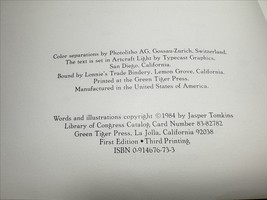 Color separations by Photolitho AG, Gossau-Zurich, Switzerland.
The text is set in Artcraft Light by Typecast Graphics,
San Diego, California.
Bound by Lonnie's Trade Bindery, Lemon Grove, California.
Printed at the Green Tiger Press.
Manufactured in the United States of America.
Words and illustrations copyright ©1984 by Jasper Tomkins
Library of Congress Catalog Card Number 83-82782
Green Tiger Press, La Jolla, California 92038
First Edition • Third Printing
ISBN 0-914676-73-3